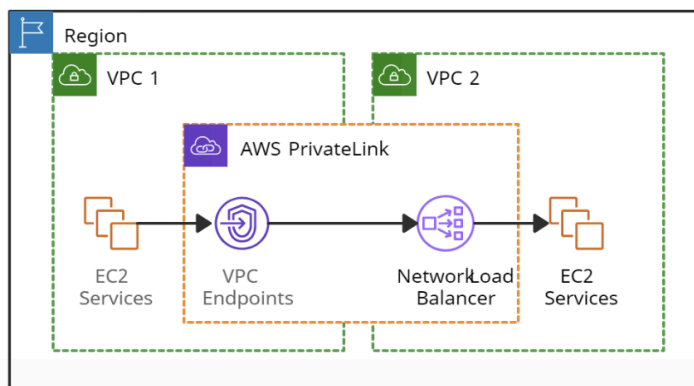 Region
VPC 1
VPC 2
AWS PrivateLink
EC2
Services
VPC
Endpoints
Network Load
Balancer
EC2
Services